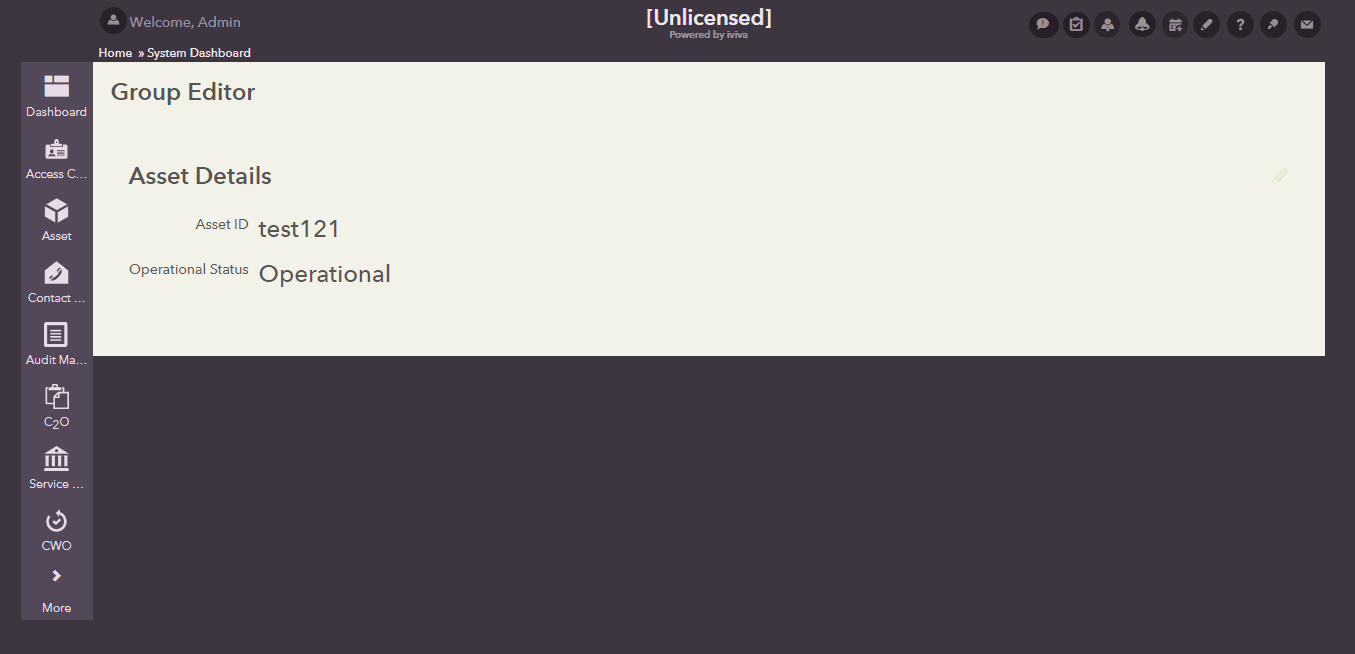 Welcome, Admin
[Unlicensed]
Powered by iviva
Home » System Dashboard
Dashboard
Access C...
Asset
Contact ...
Audit Ma...
C2O
Service ...
CWO
More
Group Editor
Asset Details
Asset ID test121
Operational Status Operational